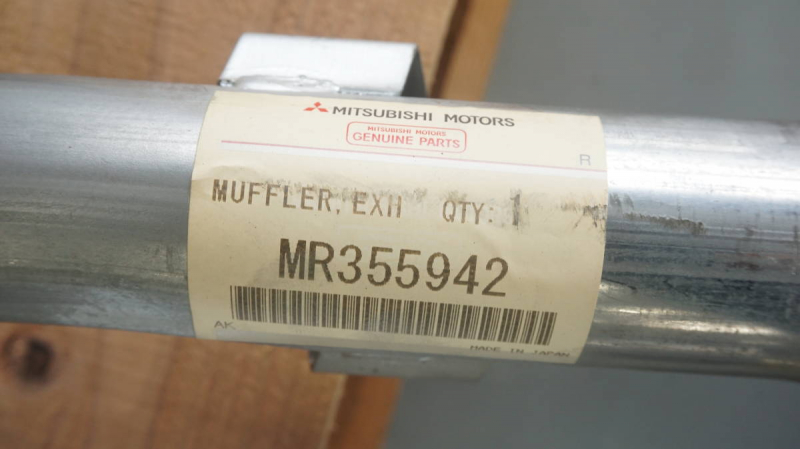 MITSUBISHI MOTORS
MITSUBISHI MOTORS
GENUINE PARTS
R
MUFFLER, EXH QTY: 1
MR355942
AK
MADE IN JAPAN